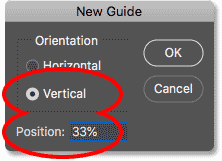 New Guide
Orientation
Horizontal
Vertical
Position: 33%
OK
Cancel